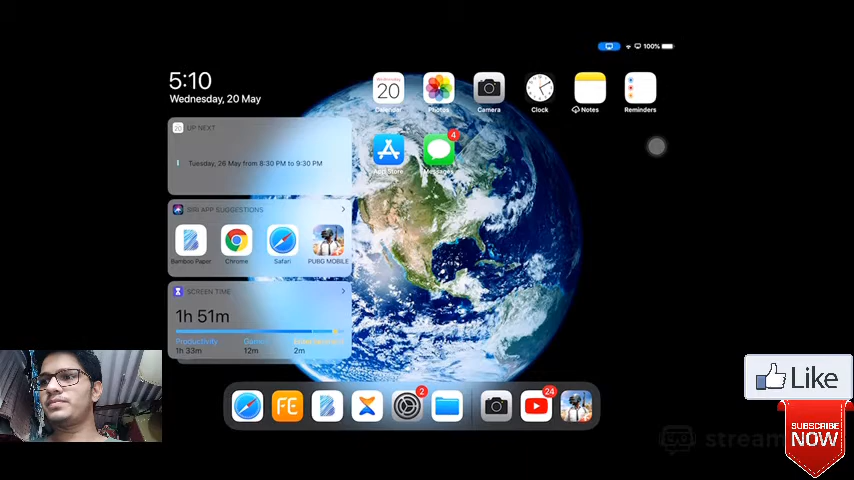 100%
5:10
Wednesday, 20 May
Wednesday
20
Calendar
Photos
Camera
Clock
Notes
Reminders
20
UP NEXT
Tuesday, 26 May from 8:30 PM to 9:30 PM
4
App Store
Messages
SIRI APP SUGGESTIONS
Bamboo Paper
Chrome
Safari
PUBG MOBILE
SCREEN TIME
1h 51m
Productivity
1h 33m
Games
12m
2m
FE
2
24
Like
SUBSCRIBE
NOW
stream